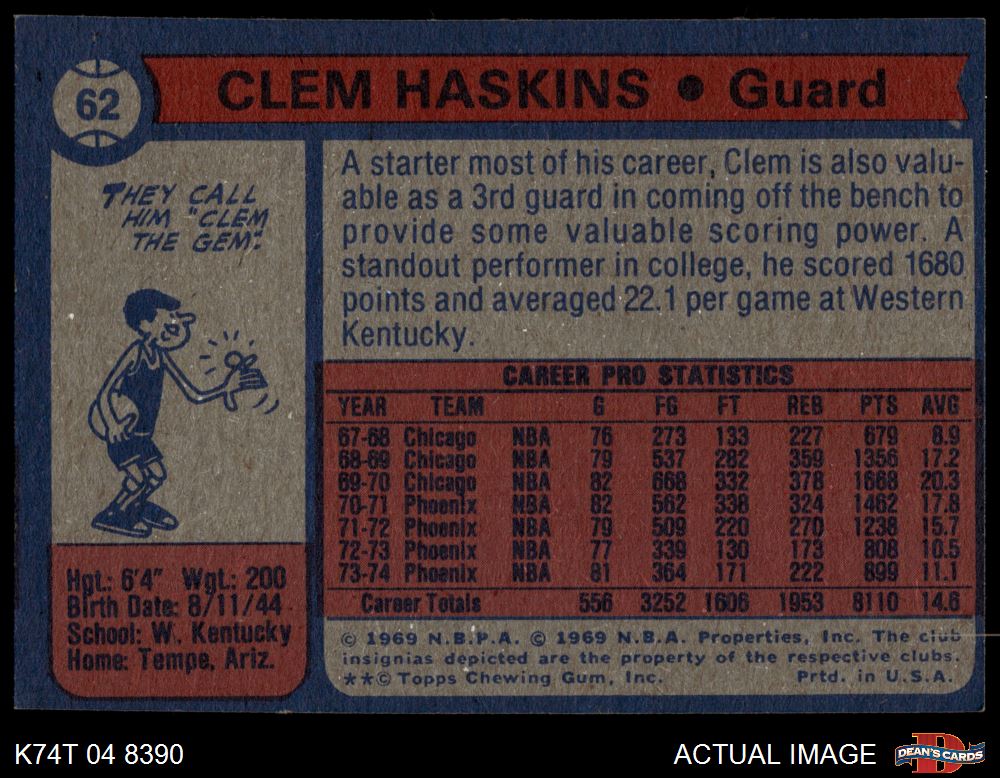 62
CLEM HASKINS ● Guard
THEY CALL
HIM "CLEM
THE GEM".
A starter most of his career, Clem is also valu-
able as a 3rd guard in coming off the bench to
provide some valuable scoring power. A
standout performer in college, he scored 1680
points and averaged 22.1 per game at Western
Kentucky.
CAREER PRO STATISTICS
YEAR TEAM G FG FT REB PTS AVG
67-68 Chicago NBA 76 273 133 227 679 8.9
68-69 Chicago NBA 79 537 282 359 1356 17.2
69-70 Chicago NBA 82 668 332 378 1668 20.3
70-71 Phoenix NBA 82 562 338 324 1462 17.8
71-72 Phoenix NBA 79 509 220 270 1238 15.7
72-73 Phoenix NBA 77 339 130 173 808 10.5
73-74 Phoenix NBA 81 364 171 222 899 11.1
Career Totals 556 3252 1606 1953 8110 14.6
Hgt.: 6'4" Wgt.: 200
Birth Date: 8/11/44
School: W. Kentucky
Home: Tempe, Ariz.
© 1969 N.B.P.A. © 1969 N.B.A. Properties, Inc. The club
insignias depicted are the property of the respective clubs.
★★© Topps Chewing Gum, Inc. Prtd. in U.S.A.
K74T 04 8390
ACTUAL IMAGE
D
DEAN'S CARDS